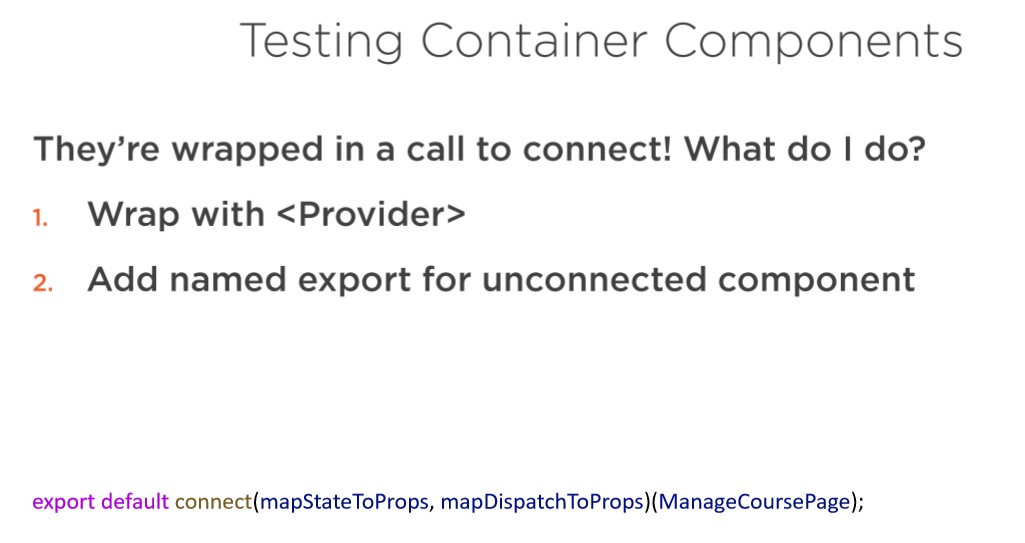 Testing Container Components
They’re wrapped in a call to connect! What do I do?
1. Wrap with <Provider>
2. Add named export for unconnected component
export default connect(mapStateToProps, mapDispatchToProps)(ManageCoursePage);